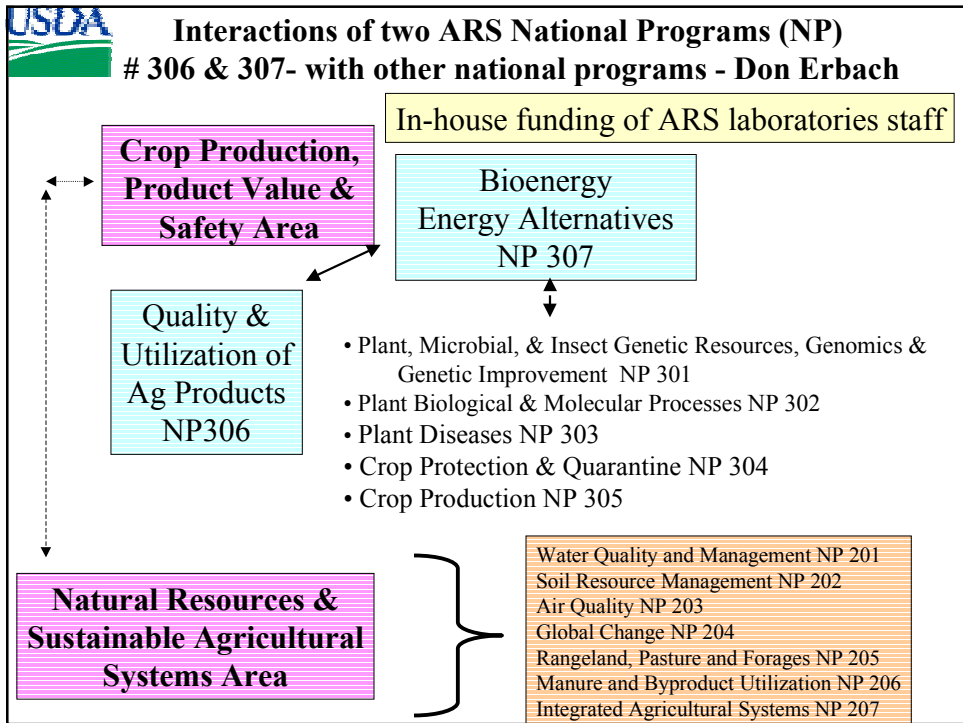 USDA
Interactions of two ARS National Programs (NP)
# 306 & 307- with other national programs - Don Erbach
In-house funding of ARS laboratories staff
Crop Production,
Product Value &
Safety Area
Bioenergy
Energy Alternatives
NP 307
Quality &
Utilization of
Ag Products
NP306
• Plant, Microbial, & Insect Genetic Resources, Genomics &
Genetic Improvement NP 301
• Plant Biological & Molecular Processes NP 302
• Plant Diseases NP 303
• Crop Protection & Quarantine NP 304
• Crop Production NP 305
Natural Resources &
Sustainable Agricultural
Systems Area
Water Quality and Management NP 201
Soil Resource Management NP 202
Air Quality NP 203
Global Change NP 204
Rangeland, Pasture and Forages NP 205
Manure and Byproduct Utilization NP 206
Integrated Agricultural Systems NP 207